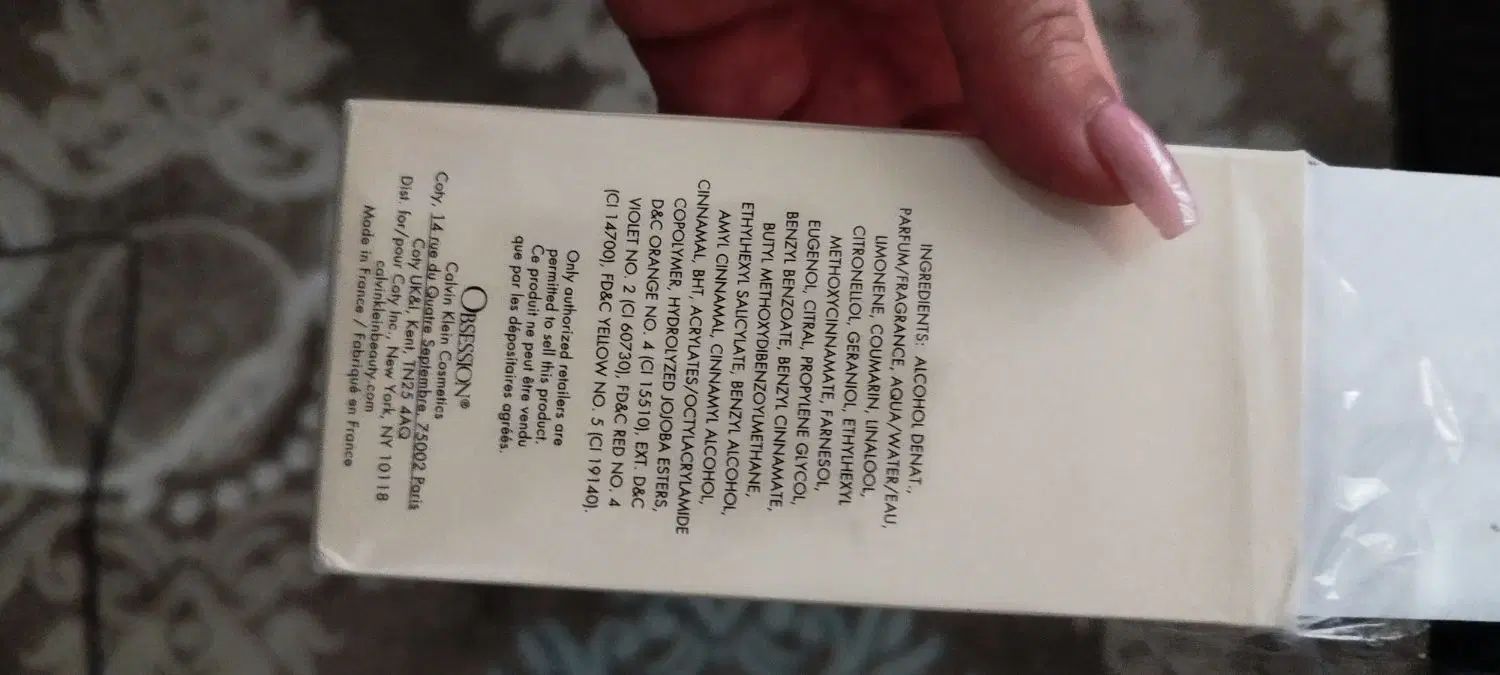 INGREDIENTS: ALCOHOL DENAT.,
PARFUM/FRAGRANCE, AQUA/WATER/EAU,
LIMONENE, COUMARIN, LINALOOL,
CITRONELLOL, GERANIOL, ETHYLHEXYL
METHOXYCINNAMATE, FARNESOL,
EUGENOL, CITRAL, PROPYLENE GLYCOL,
BENZYL BENZOATE, BENZYL CINNAMATE,
BUTYL METHOXYDIBENZOYLMETHANE,
ETHYLHEXYL SALICYLATE, BENZYL ALCOHOL,
AMYL CINNAMAL, CINNAMYL ALCOHOL,
CINNAMAL, BHT, ACRYLATES/OCTYLACRYLAMIDE
COPOLYMER, HYDROLYZED JOJOBA ESTERS,
D&C ORANGE NO. 4 (CI 15510), EXT. D&C
VIOLET NO. 2 (CI 60730), FD&C RED NO. 4
(CI 14700), FD&C YELLOW NO. 5 (CI 19140).
Only authorized retailers are
permitted to sell this product.
Ce produit ne peut être vendu
que par les dépositaires agréés.
OBSESSION®
Calvin Klein Cosmetics
Coty, 14 rue du Quatre Septembre, 75002 Paris
Coty UK&I, Kent, TN25 4AQ
Dist. for/pour Coty Inc., New York, NY 10118
calvinkleinbeauty.com
Made in France / Fabriqué en France